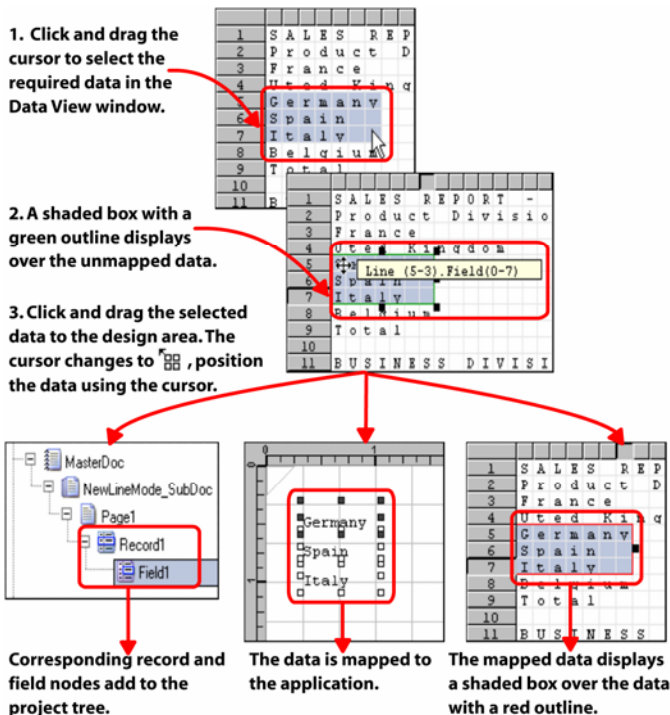 1. Click and drag the
cursor to select the
required data in the
Data View window.
1 S A L E S R E P
2 P r o d u c t D
3 F r a n c e
4 U t e d K i n g
5 G e r m a n y
6 S p a i n
7 I t a l y
8 B e l g i u m
9 T o t a l
10
11 B
2. A shaded box with a
green outline displays
over the unmapped data.
1 S A L E S R E P O R T -
2 P r o d u c t D i v i s i o
3 F r a n c e
4 U t e d K i n g d o m
5 Line (5-3).Field(0-7)
6 S p a i n
7 I t a l y
8 B e l g i u m
9 T o t a l
10
11 B U S I N E S S D I V I S I
3. Click and drag the selected
data to the design area. The
cursor changes to , position
the data using the cursor.
MasterDoc
NewLineMode_SubDoc
Page1
Record1
Field1
0 1
0
1
Germany
Spain
Italy
1 S A L E S R E P
2 P r o d u c t D
3 F r a n c e
4 U t e d K i n g
5 G e r m a n y
6 S p a i n
7 I t a l y
8 B e l g i u m
9 T o t a l
10
11 B U S I N E S S
Corresponding record and
field nodes add to the
project tree.
The data is mapped to
the application.
The mapped data displays
a shaded box over the data
with a red outline.